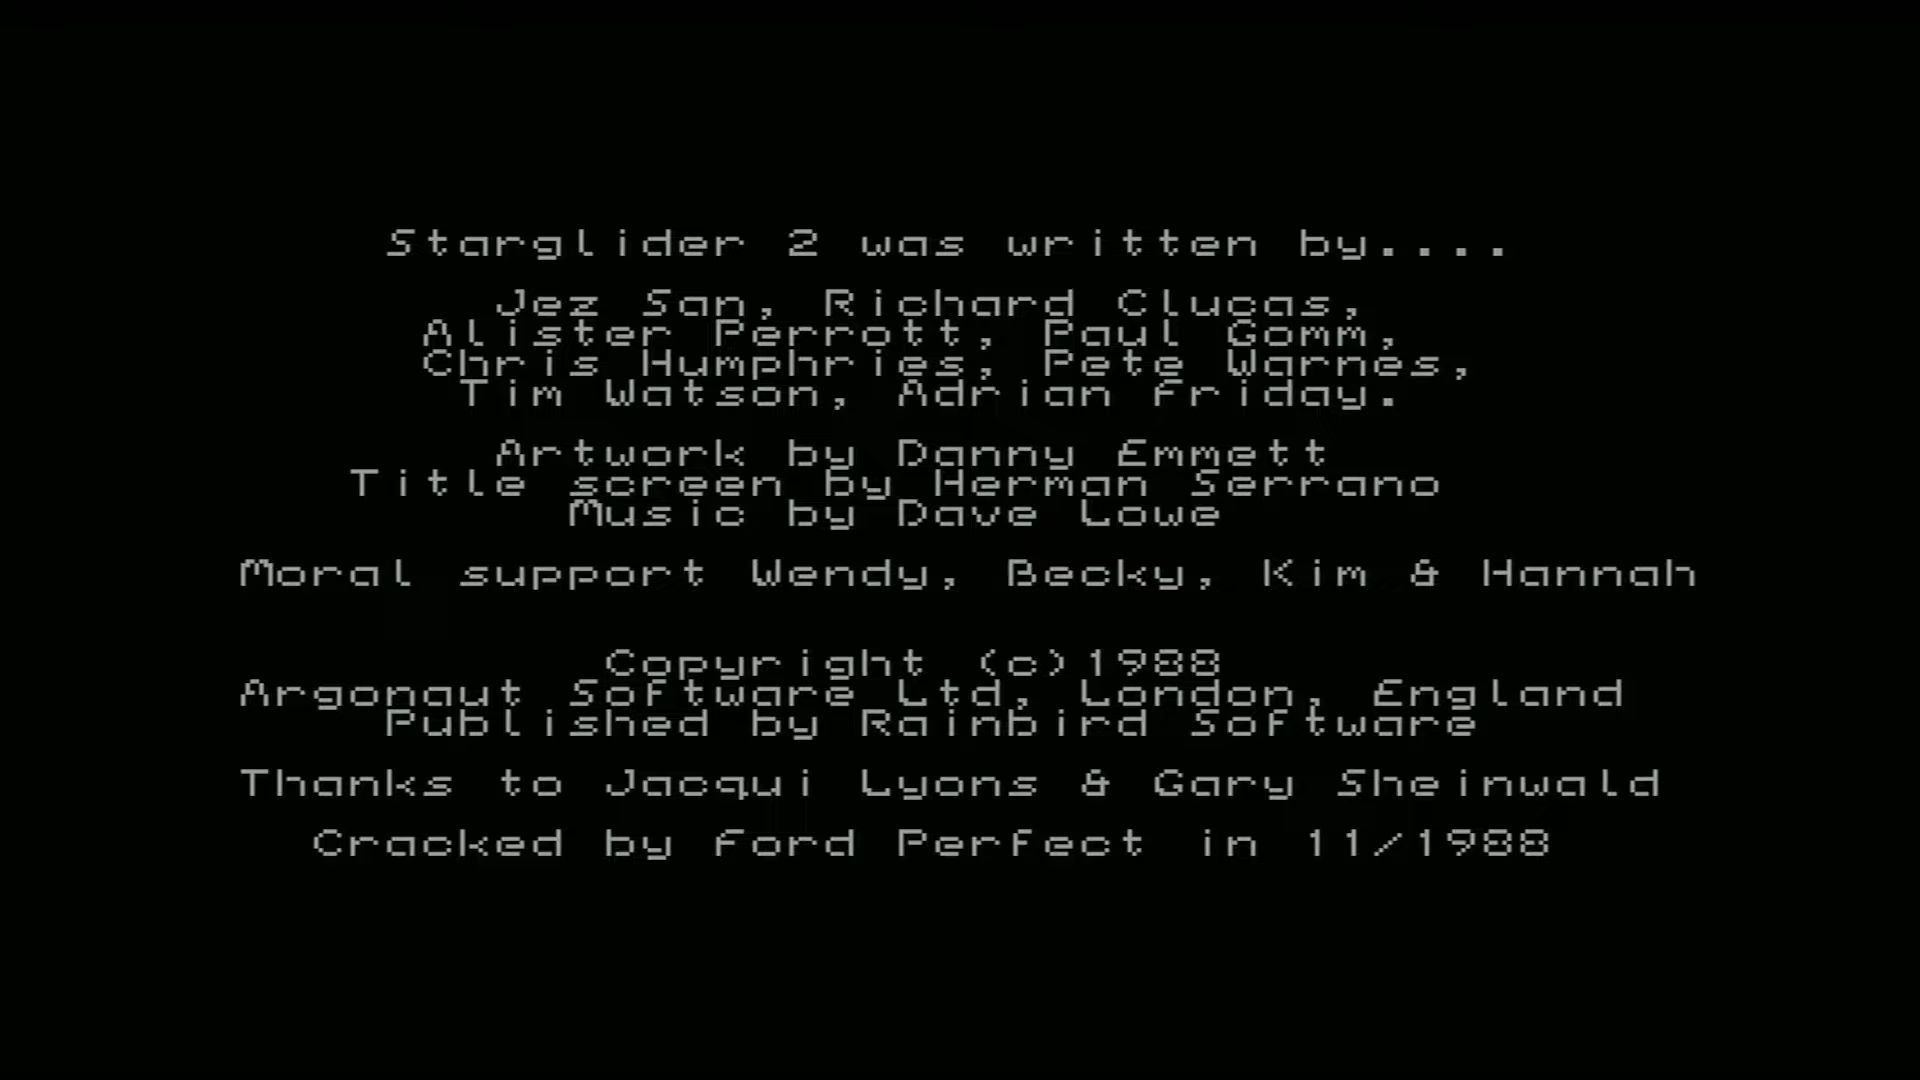 Starglider 2 was written by....
Jez San, Richard Clucas,
Alister Perrott, Paul Gomm,
Chris Humphries, Pete Warnes,
Tim Watson, Adrian Friday.
Artwork by Danny Emmett
Title screen by Herman Serrano
Music by Dave Lowe
Moral support Wendy, Becky, Kim & Hannah
Copyright (c)1988
Argonaut Software Ltd, London, England
Published by Rainbird Software
Thanks to Jacqui Lyons & Gary Sheinwald
Cracked by Ford Perfect in 11/1988